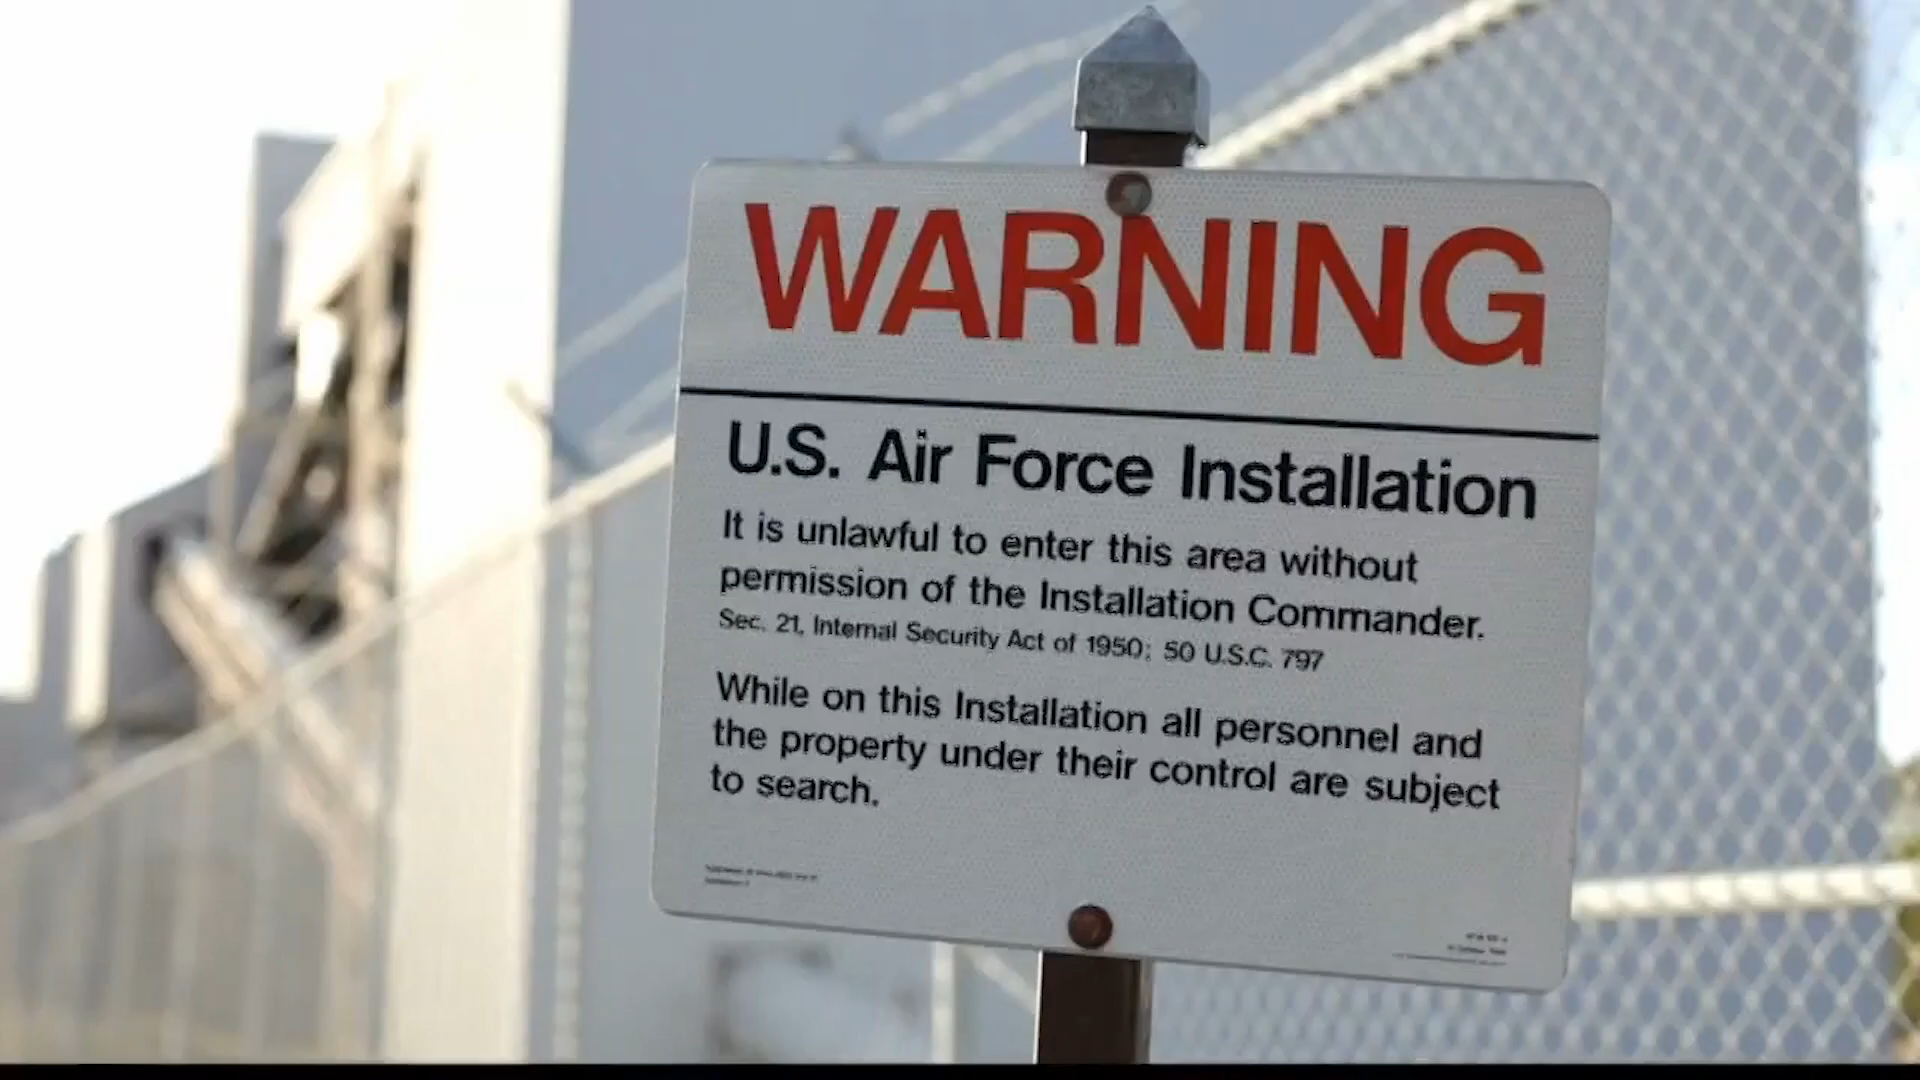 WARNING
U.S. Air Force Installation
It is unlawful to enter this area without
permission of the Installation Commander.
Sec. 21, Internal Security Act of 1950; 50 U.S.C. 797
While on this Installation all personnel and
the property under their control are subject
to search.